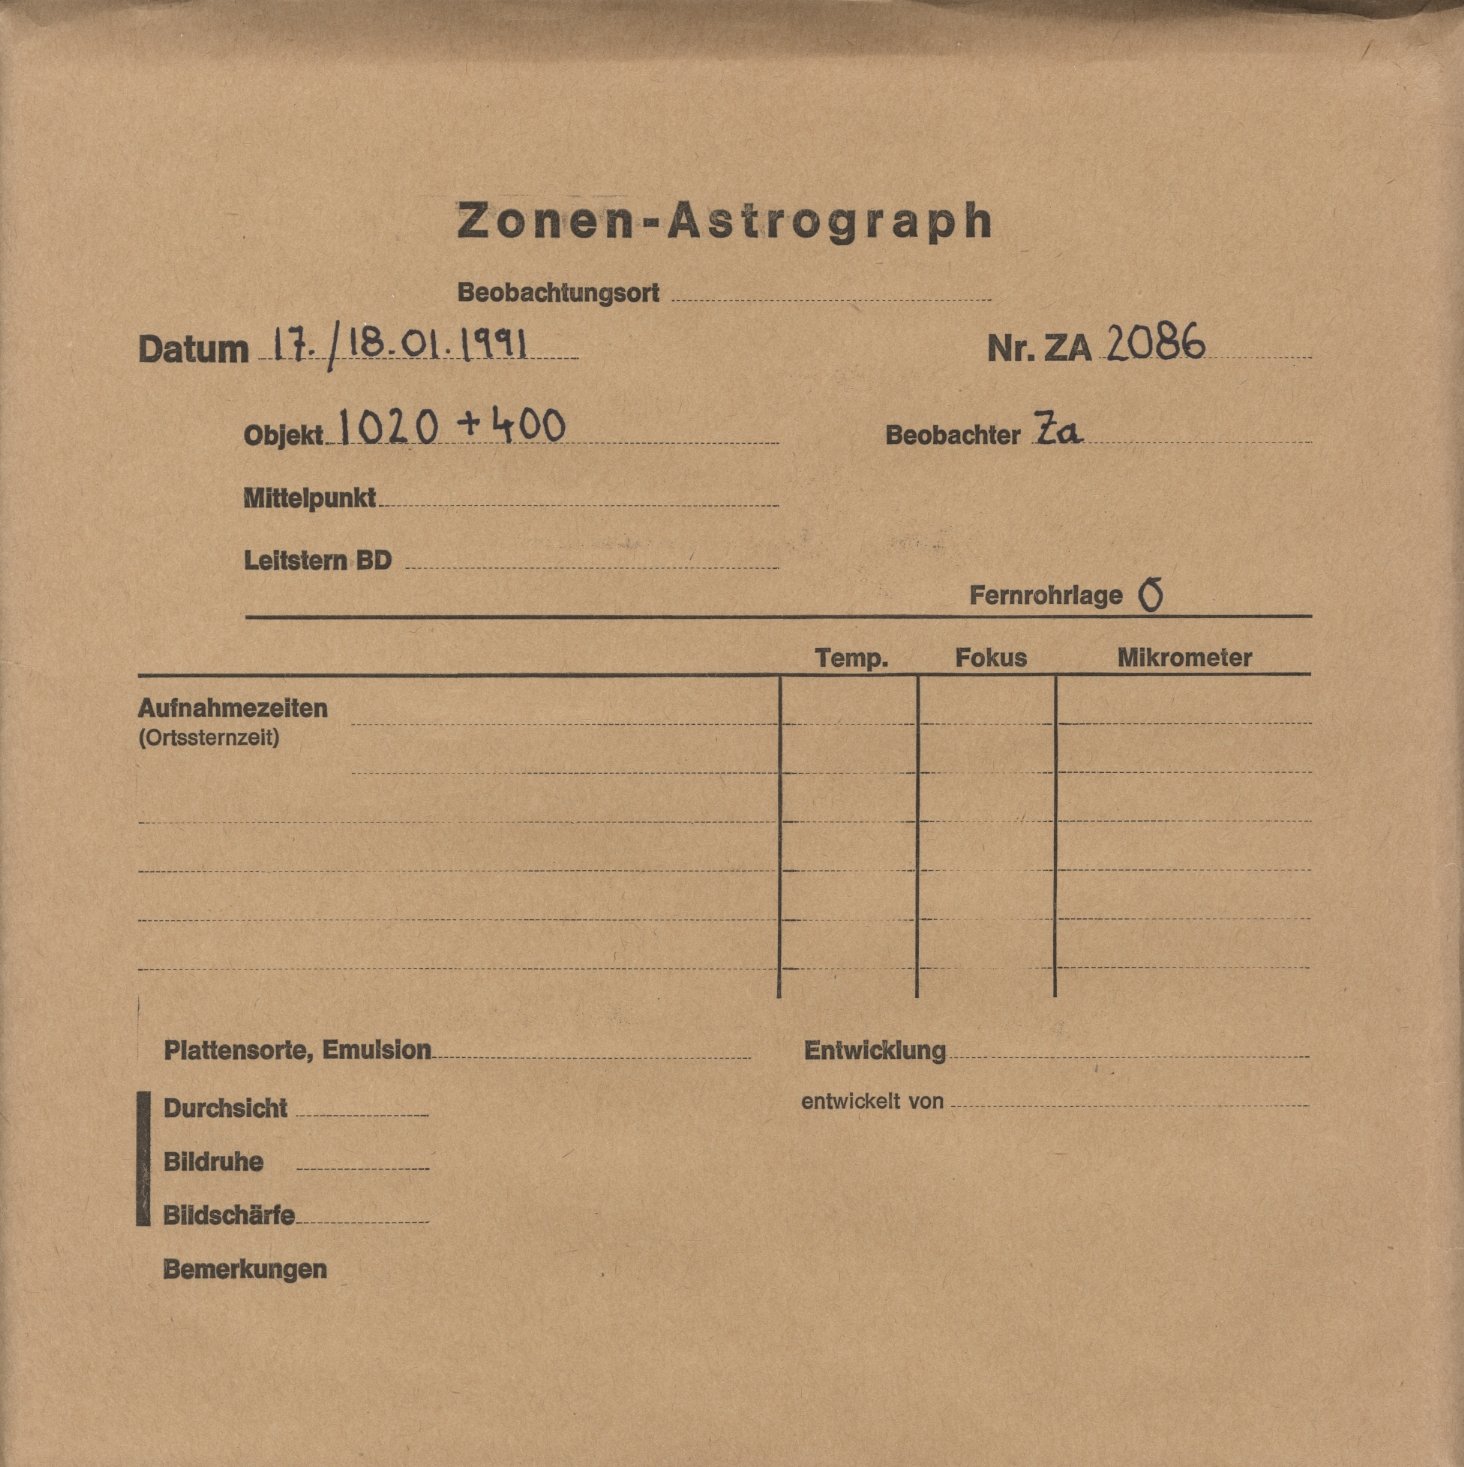 Zonen-Astrograph
Beobachtungsort
Datum 17./18.01.1991 Nr. ZA 2086
Objekt 1020 +400 Beobachter Za
Mittelpunkt
Leitstern BD
Fernrohrlage O
Temp. Fokus Mikrometer
Aufnahmezeiten
(Ortssternzeit)
Plattensorte, Emulsion Entwicklung
Durchsicht entwickelt von
Bildruhe
Bildschärfe
Bemerkungen